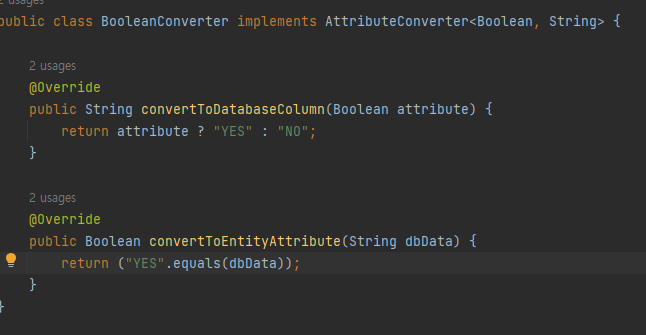 2 usages
public class BooleanConverter implements AttributeConverter<Boolean, String> {
2 usages
@Override
public String convertToDatabaseColumn(Boolean attribute) {
return attribute ? "YES" : "NO";
}
2 usages
@Override
public Boolean convertToEntityAttribute(String dbData) {
return ("YES".equals(dbData));
}
}